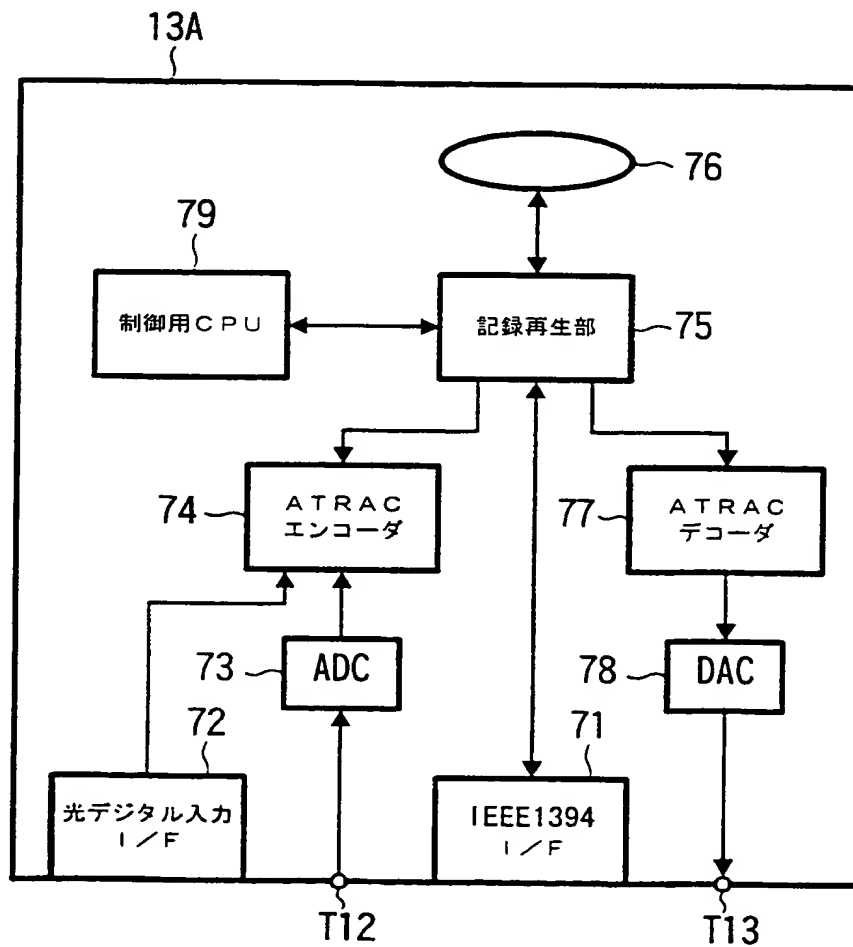 13A
76
79
制御用CPU
記録再生部
75
74
ATRAC
エンコーダ
77
ATRAC
デコーダ
73
ADC
78
DAC
72
71
光デジタル入力
I/F
IEEE1394
I/F
T12
T13